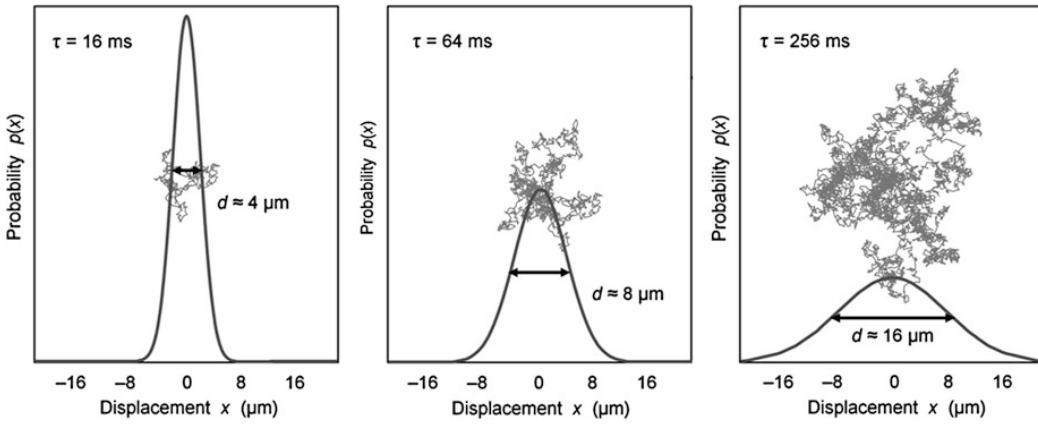 τ = 16 ms
d ≈ 4 µm
Probability p(x)
−16 −8 0 8 16
Displacement x (µm)
τ = 64 ms
d ≈ 8 µm
Probability p(x)
−16 −8 0 8 16
Displacement x (µm)
τ = 256 ms
d ≈ 16 µm
Probability p(x)
−16 −8 0 8 16
Displacement x (µm)